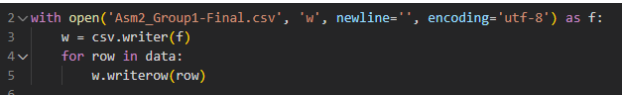 2 with open('Asm2_Group1-Final.csv', 'w', newline='', encoding='utf-8') as f:
3     w = csv.writer(f)
4     for row in data:
5         w.writerow(row)
6